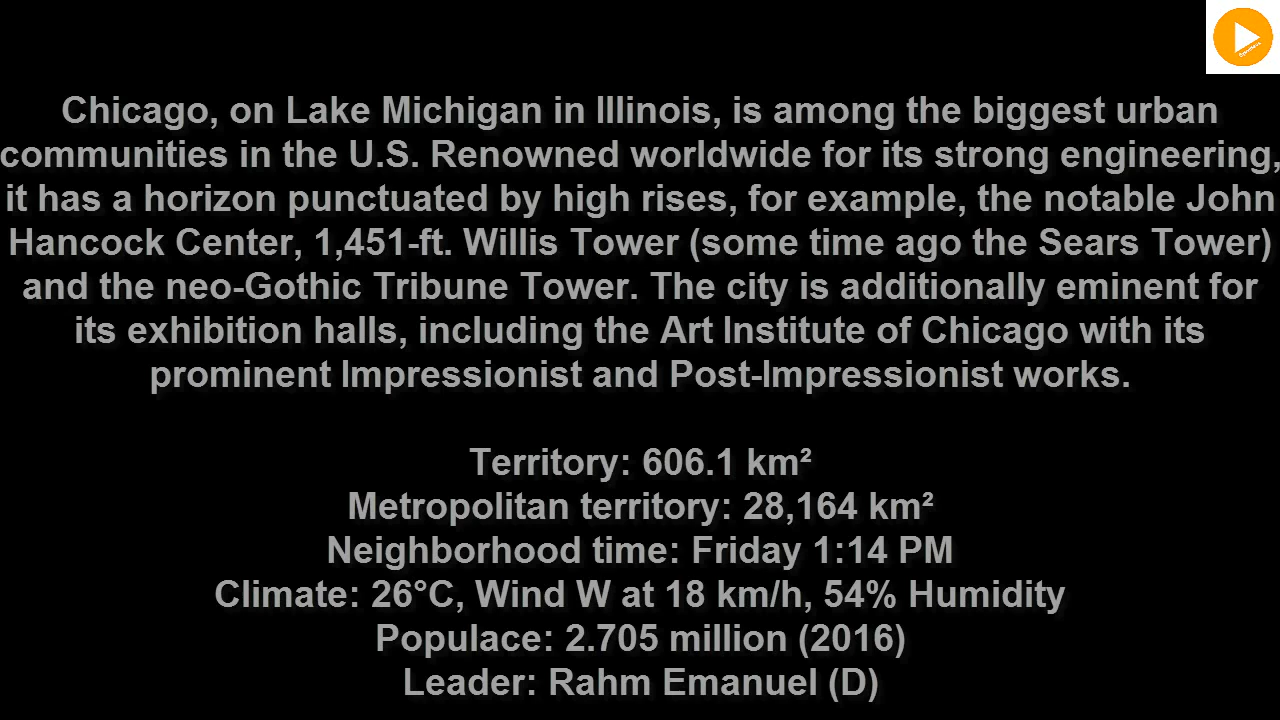 Chicago, on Lake Michigan in Illinois, is among the biggest urban
communities in the U.S. Renowned worldwide for its strong engineering,
it has a horizon punctuated by high rises, for example, the notable John
Hancock Center, 1,451-ft. Willis Tower (some time ago the Sears Tower)
and the neo-Gothic Tribune Tower. The city is additionally eminent for
its exhibition halls, including the Art Institute of Chicago with its
prominent Impressionist and Post-Impressionist works.
Territory: 606.1 km²
Metropolitan territory: 28,164 km²
Neighborhood time: Friday 1:14 PM
Climate: 26°C, Wind W at 18 km/h, 54% Humidity
Populace: 2.705 million (2016)
Leader: Rahm Emanuel (D)